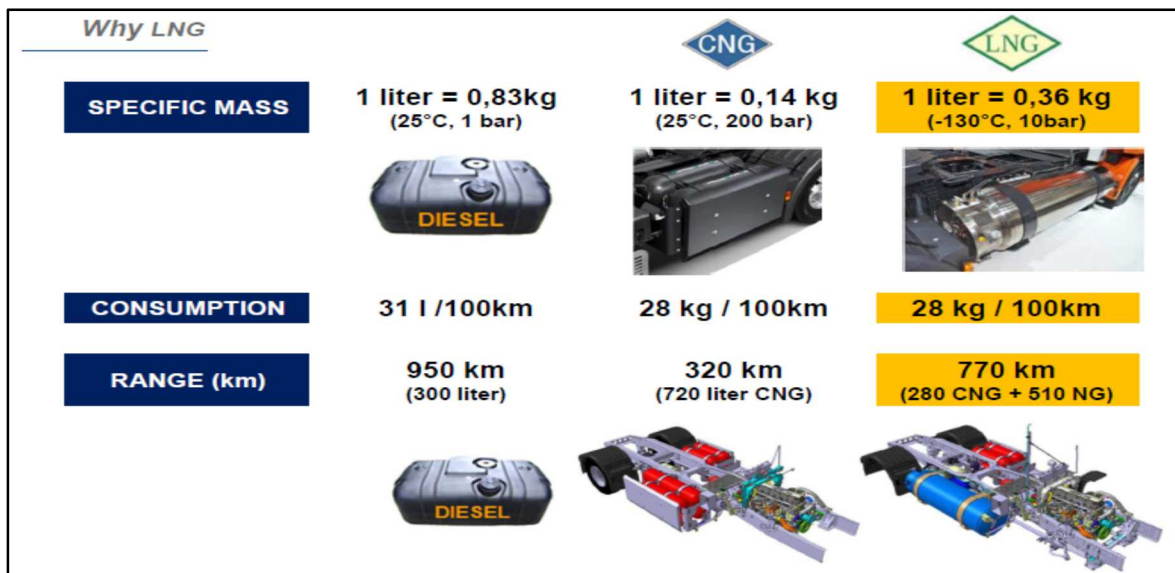 Why LNG
CNG
LNG
SPECIFIC MASS
1 liter = 0,83kg
(25°C, 1 bar)
1 liter = 0,14 kg
(25°C, 200 bar)
1 liter = 0,36 kg
(-130°C, 10bar)
DIESEL
CONSUMPTION
31 l /100km
28 kg / 100km
28 kg / 100km
RANGE (km)
950 km
(300 liter)
320 km
(720 liter CNG)
770 km
(280 CNG + 510 NG)
DIESEL